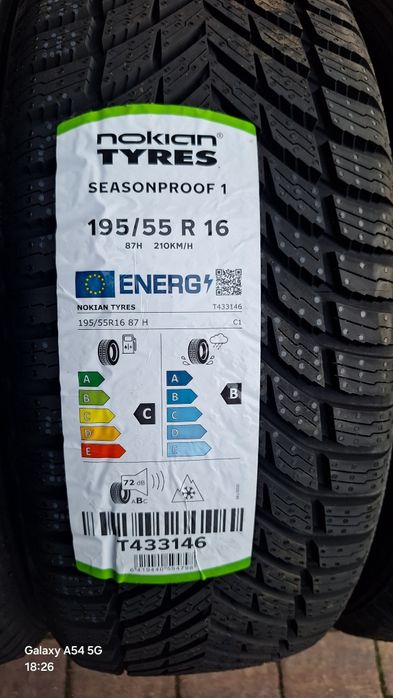 nokian®
TYRES
SEASONPROOF 1
195/55 R 16
87H 210KM/H
ENERG
NOKIAN TYRES T433146
195/55R16 87 H C1
A
B
C
D
E
C
A
B
C
D
E
B
72 dB
ABC
T433146
Galaxy A54 5G
18:26